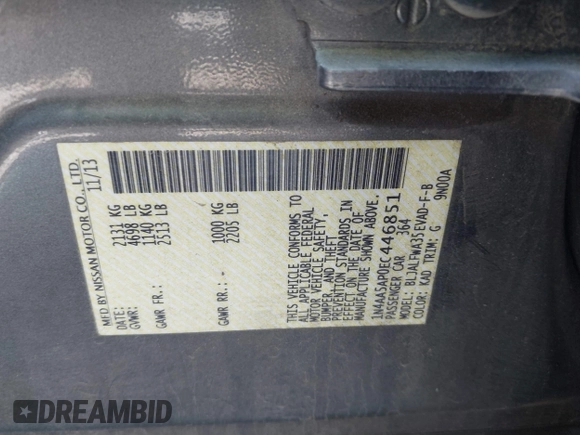 MFD BY NISSAN MOTOR CO., LTD.
11/13
GVWR: 2131 KG
4698 LB
GAWR FR.: 1140 KG
2513 LB
GAWR RR.: - 1000 KG
2205 LB
THIS VEHICLE CONFORMS TO
ALL APPLICABLE FEDERAL
MOTOR VEHICLE SAFETY,
BUMPER, AND THEFT
PREVENTION STANDARDS IN
EFFECT ON THE DATE OF
MANUFACTURE SHOWN ABOVE.
1N4AA5AP0EC446851
PASSENGER CAR 364
MODEL: BLJALFWA35EVAD-F-B
COLOR: KAD TRIM: G 9N00A
DREAMBID